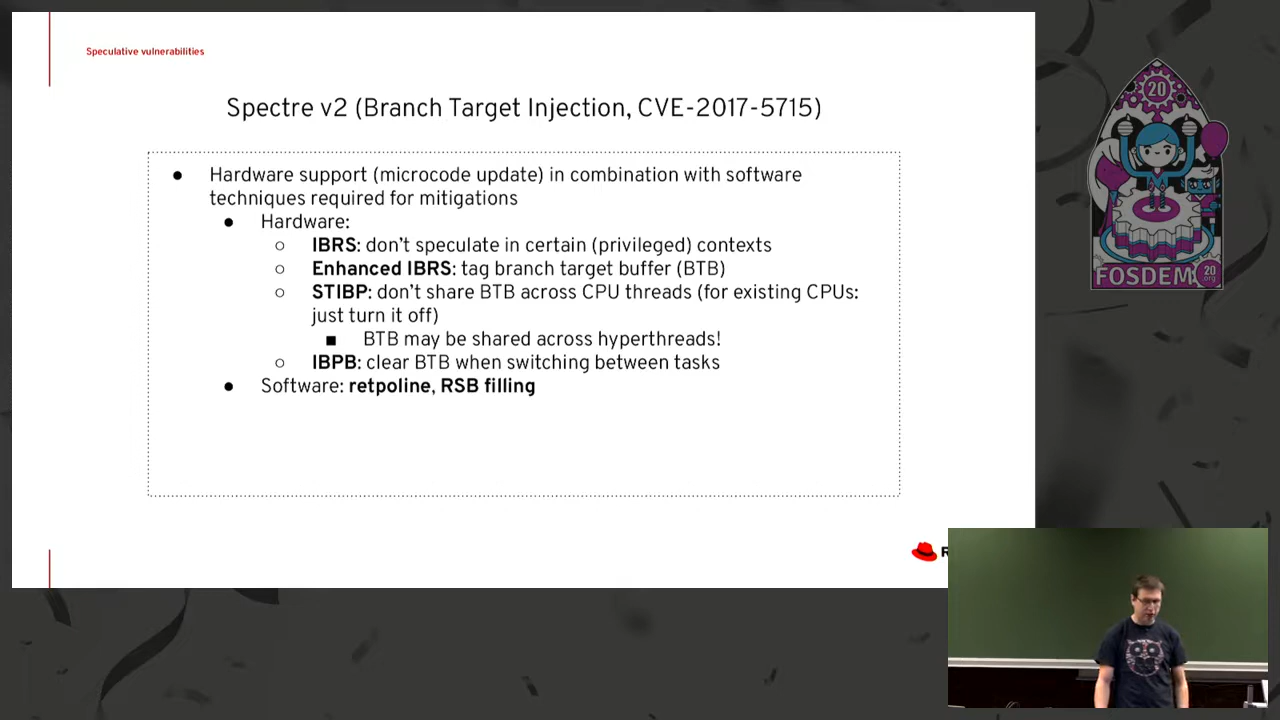 Speculative vulnerabilities
Spectre v2 (Branch Target Injection, CVE-2017-5715)
● Hardware support (microcode update) in combination with software
techniques required for mitigations
● Hardware:
○ IBRS: don't speculate in certain (privileged) contexts
○ Enhanced IBRS: tag branch target buffer (BTB)
○ STIBP: don't share BTB across CPU threads (for existing CPUs:
just turn it off)
■ BTB may be shared across hyperthreads!
○ IBPB: clear BTB when switching between tasks
● Software: retpoline, RSB filling
R
20
FOSDEM
20
.org